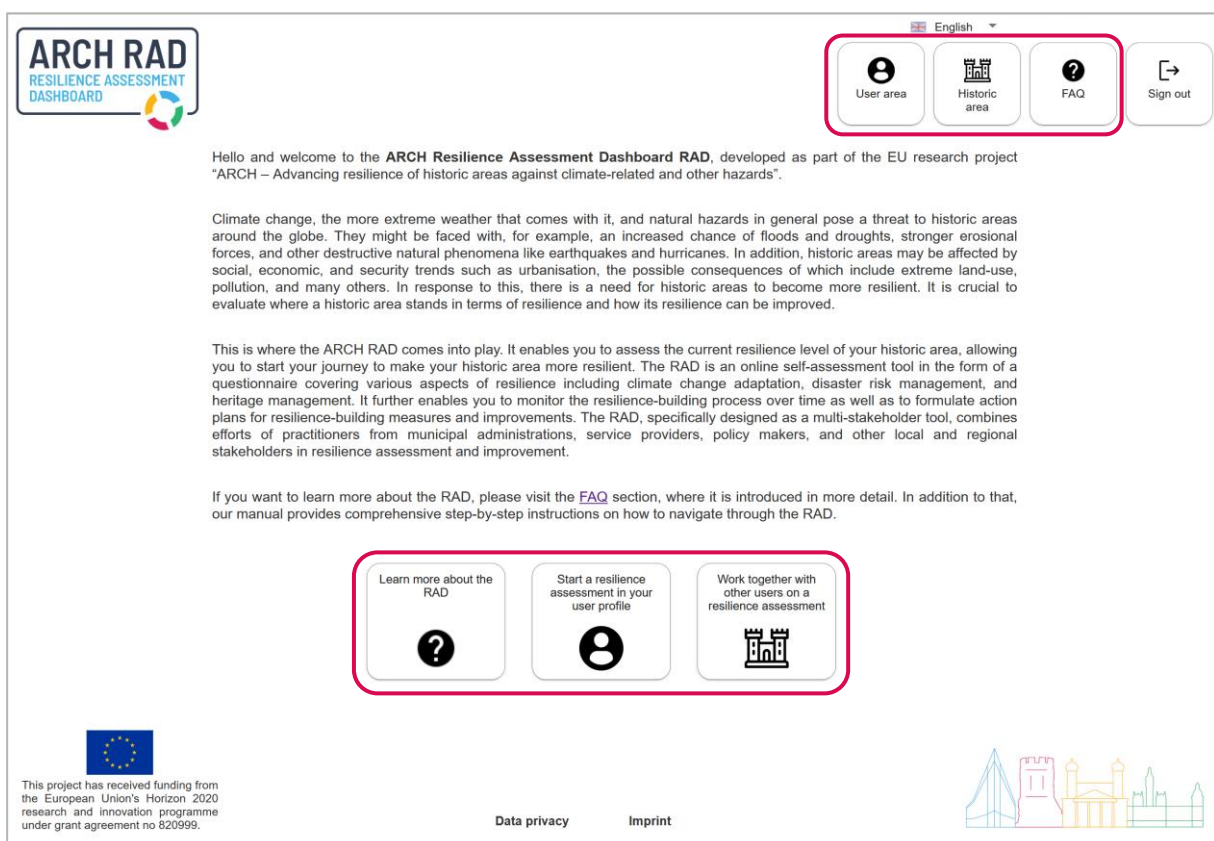 English
ARCH RAD
RESILIENCE ASSESSMENT
DASHBOARD
User area
Historic
area
FAQ
Sign out
Hello and welcome to the ARCH Resilience Assessment Dashboard RAD, developed as part of the EU research project
“ARCH – Advancing resilience of historic areas against climate-related and other hazards”.
Climate change, the more extreme weather that comes with it, and natural hazards in general pose a threat to historic areas
around the globe. They might be faced with, for example, an increased chance of floods and droughts, stronger erosional
forces, and other destructive natural phenomena like earthquakes and hurricanes. In addition, historic areas may be affected by
social, economic, and security trends such as urbanisation, the possible consequences of which include extreme land-use,
pollution, and many others. In response to this, there is a need for historic areas to become more resilient. It is crucial to
evaluate where a historic area stands in terms of resilience and how its resilience can be improved.
This is where the ARCH RAD comes into play. It enables you to assess the current resilience level of your historic area, allowing
you to start your journey to make your historic area more resilient. The RAD is an online self-assessment tool in the form of a
questionnaire covering various aspects of resilience including climate change adaptation, disaster risk management, and
heritage management. It further enables you to monitor the resilience-building process over time as well as to formulate action
plans for resilience-building measures and improvements. The RAD, specifically designed as a multi-stakeholder tool, combines
efforts of practitioners from municipal administrations, service providers, policy makers, and other local and regional
stakeholders in resilience assessment and improvement.
If you want to learn more about the RAD, please visit the FAQ section, where it is introduced in more detail. In addition to that,
our manual provides comprehensive step-by-step instructions on how to navigate through the RAD.
Learn more about the
RAD
Start a resilience
assessment in your
user profile
Work together with
other users on a
resilience assessment
This project has received funding from
the European Union's Horizon 2020
research and innovation programme
under grant agreement no 820999.
Data privacy
Imprint